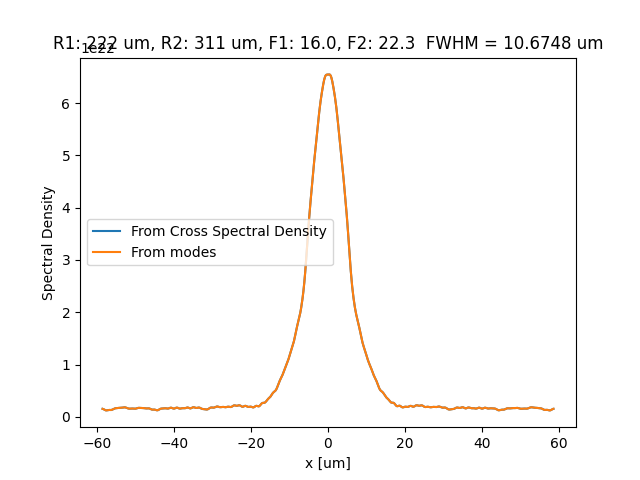 R1: 222 um, R2: 311 um, F1: 16.0, F2: 22.3  FWHM = 10.6748 um
1e22
6
5
4
3
2
1
0
Spectral Density
From Cross Spectral Density
From modes
−60 −40 −20 0 20 40 60
x [um]